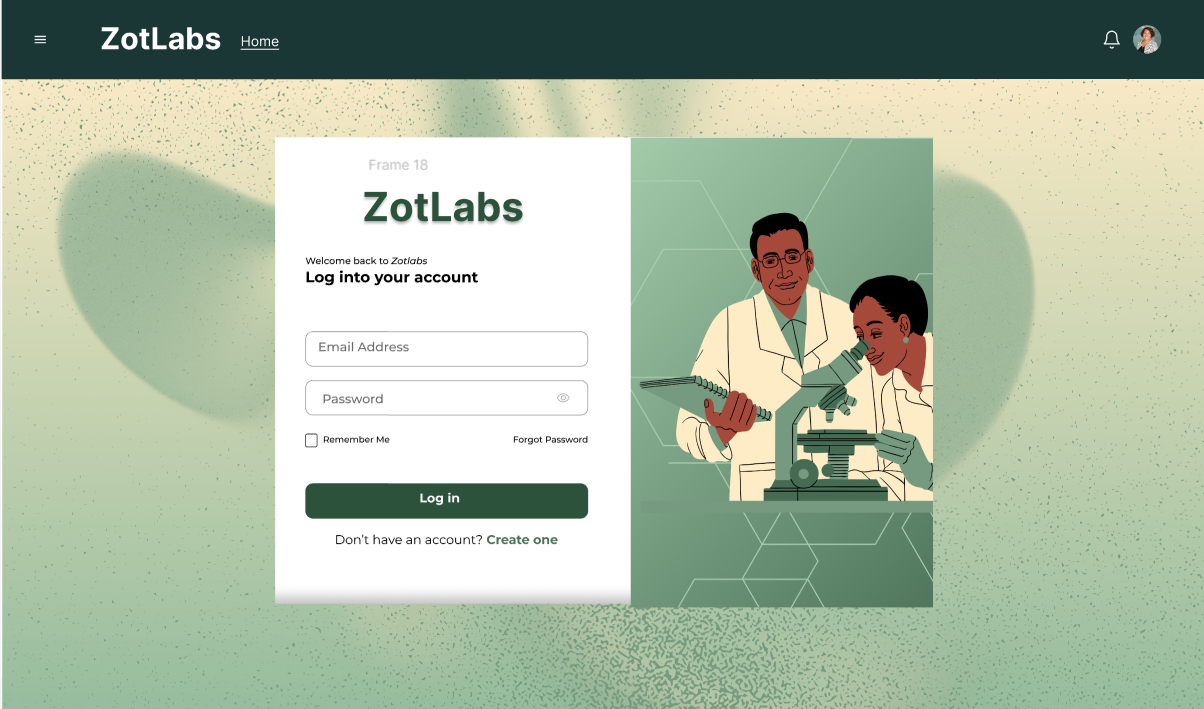 ZotLabs
Home
Frame 18
ZotLabs
Welcome back to Zotlabs
Log into your account
Email Address
Password
Remember Me
Forgot Password
Log in
Don't have an account? Create one